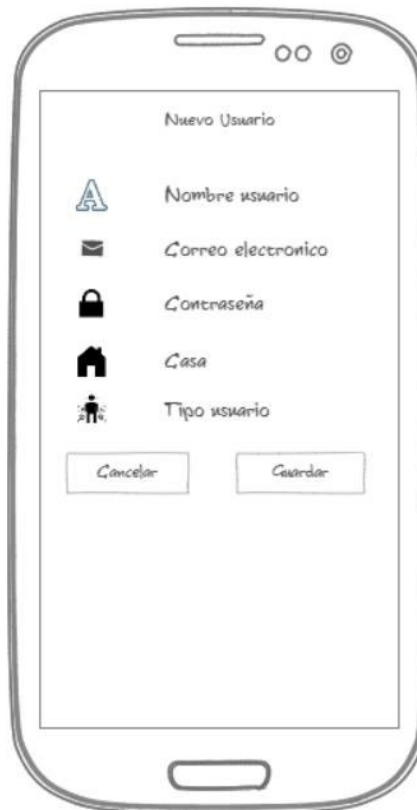 Nuevo Usuario
A
Nombre usuario
Correo electronico
Contraseña
Casa
Tipo usuario
Cancelar
Guardar